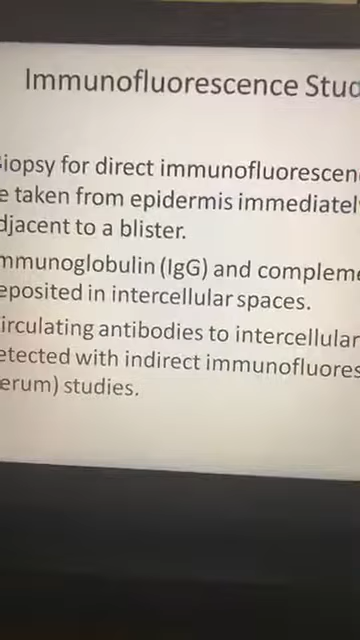 Immunofluorescence Stud
iopsy for direct immunofluorescen
e taken from epidermis immediatel
djacent to a blister.
mmunoglobulin (IgG) and compleme
eposited in intercellular spaces.
irculating antibodies to intercellular
etected with indirect immunofluores
erum) studies.